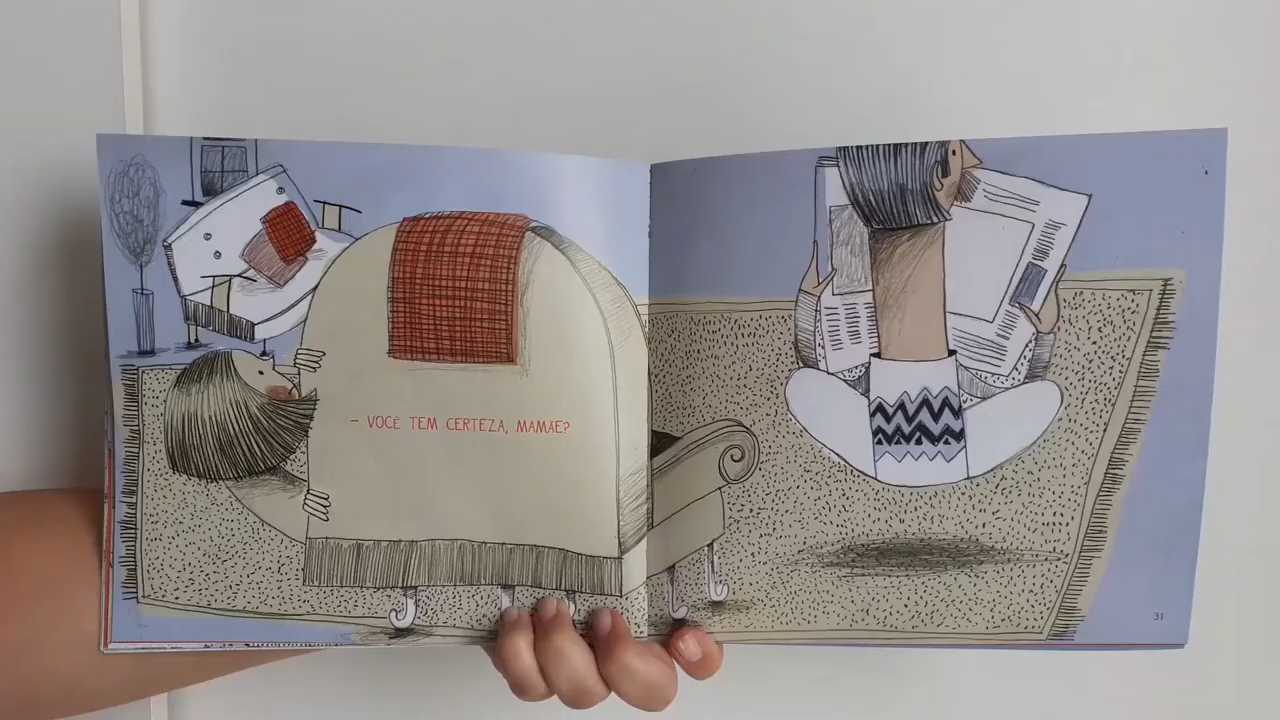 – VOCÊ TEM CERTEZA, MAMÃE?
31